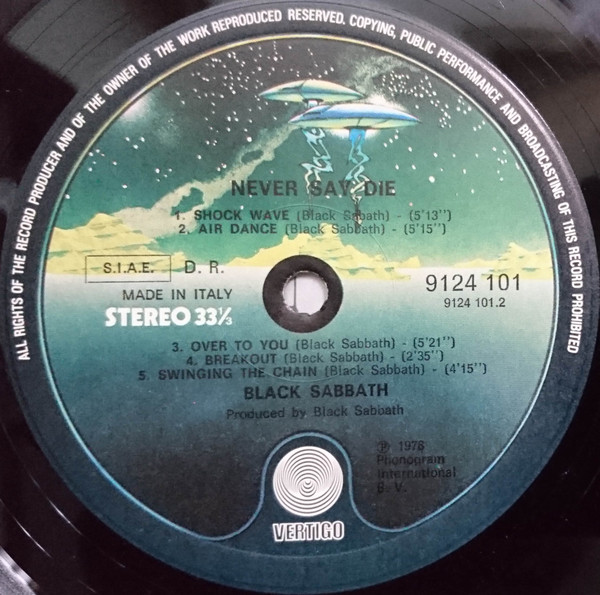 ALL RIGHTS OF THE RECORD PRODUCER AND OF THE OWNER OF THE WORK REPRODUCED RESERVED. COPYING, PUBLIC PERFORMANCE AND BROADCASTING OF THIS RECORD PROHIBITED
NEVER SAY DIE
1. SHOCK WAVE (Black Sabbath) - (5'13")
2. AIR DANCE (Black Sabbath) - (5'15")
S.I.A.E. D. R.
9124 101
MADE IN ITALY
9124 101.2
STEREO 33⅓
3. OVER TO YOU (Black Sabbath) - (5'21")
4. BREAKOUT (Black Sabbath) - (2'35")
5. SWINGING THE CHAIN (Black Sabbath) - (4'15")
BLACK SABBATH
Produced by Black Sabbath
℗ 1978
Phonogram
International
B.V.
VERTIGO